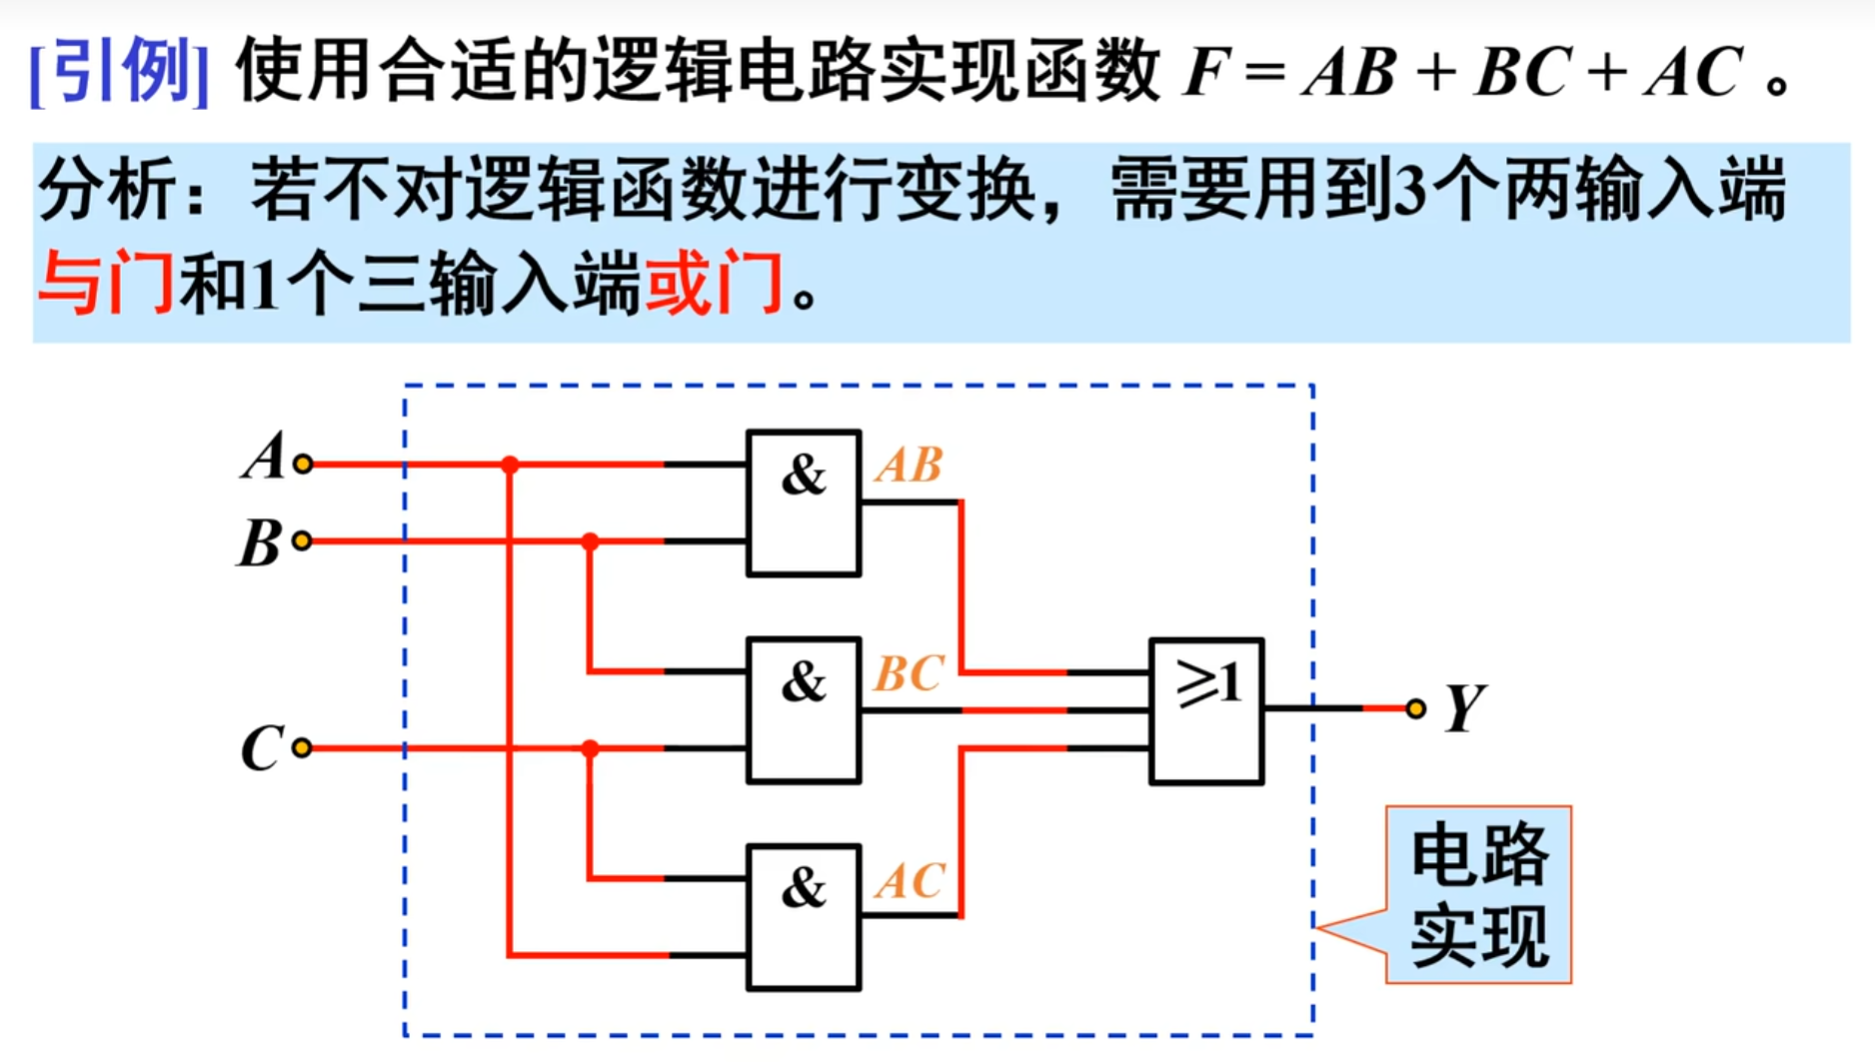 [引例] 使用合适的逻辑电路实现函数 F = AB + BC + AC 。
分析：若不对逻辑函数进行变换，需要用到3个两输入端
与门和1个三输入端或门。
A
&
AB
B
&
BC
≥1
Y
C
&
AC
电路
实现